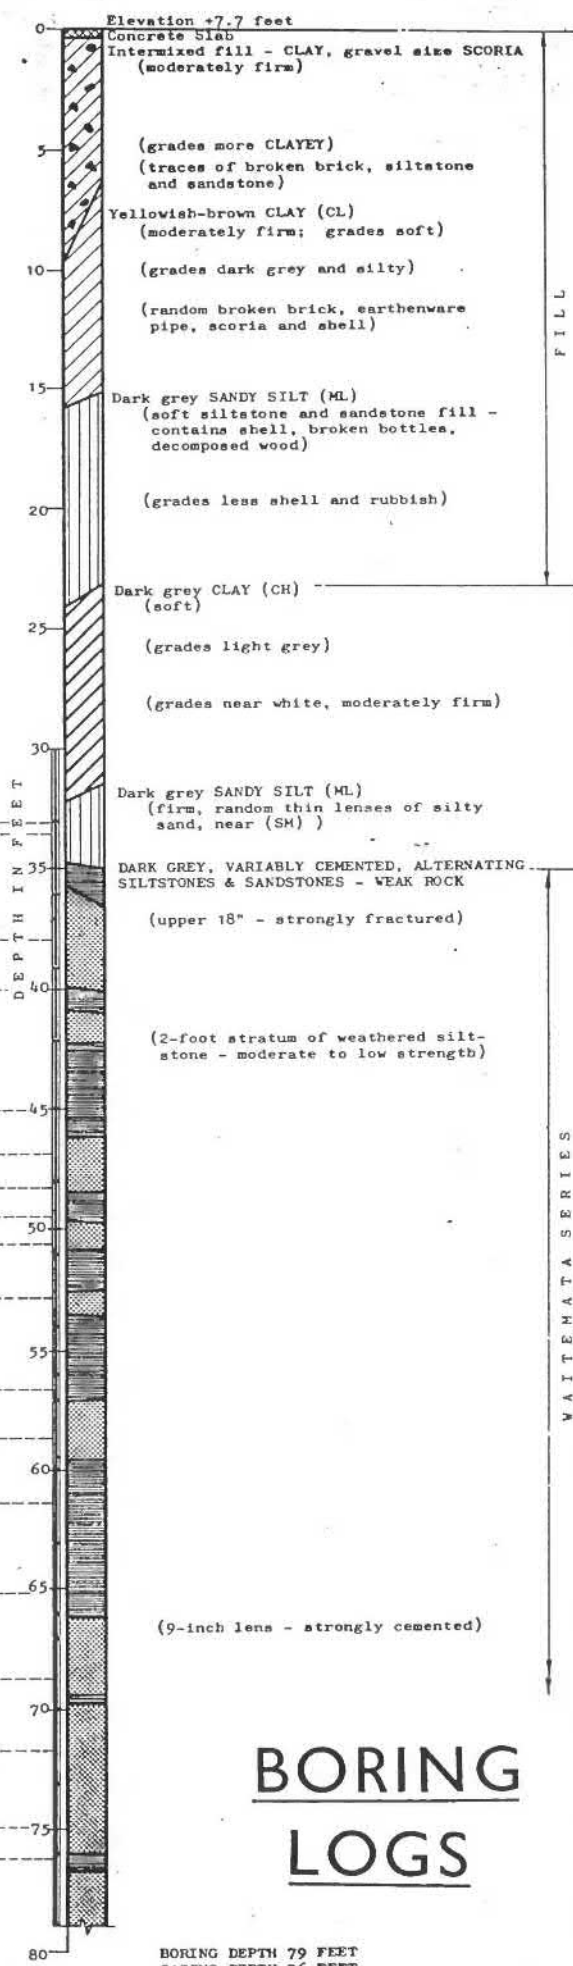 Elevation +7.7 feet
0
Concrete Slab
Intermixed fill - CLAY, gravel size SCORIA
(moderately firm)
5
(grades more CLAYEY)
(traces of broken brick, siltstone
and sandstone)
Yellowish-brown CLAY (CL)
(moderately firm; grades soft)
10
(grades dark grey and silty)
(random broken brick, earthenware
pipe, scoria and shell)
FILL
15
Dark grey SANDY SILT (ML)
(soft siltstone and sandstone fill -
contains shell, broken bottles,
decomposed wood)
20
(grades less shell and rubbish)
Dark grey CLAY (CH)
(soft)
25
(grades light grey)
(grades near white, moderately firm)
30
DEPTH IN FEET
Dark grey SANDY SILT (ML)
(firm, random thin lenses of silty
sand, near (SM) )
35
DARK GREY, VARIABLY CEMENTED, ALTERNATING
SILTSTONES & SANDSTONES - WEAK ROCK
(upper 18" - strongly fractured)
40
(2-foot stratum of weathered silt-
stone - moderate to low strength)
45
WAITEMATA SERIES
50
55
60
65
(9-inch lens - strongly cemented)
70
BORING
LOGS
75
80
BORING DEPTH 79 FEET